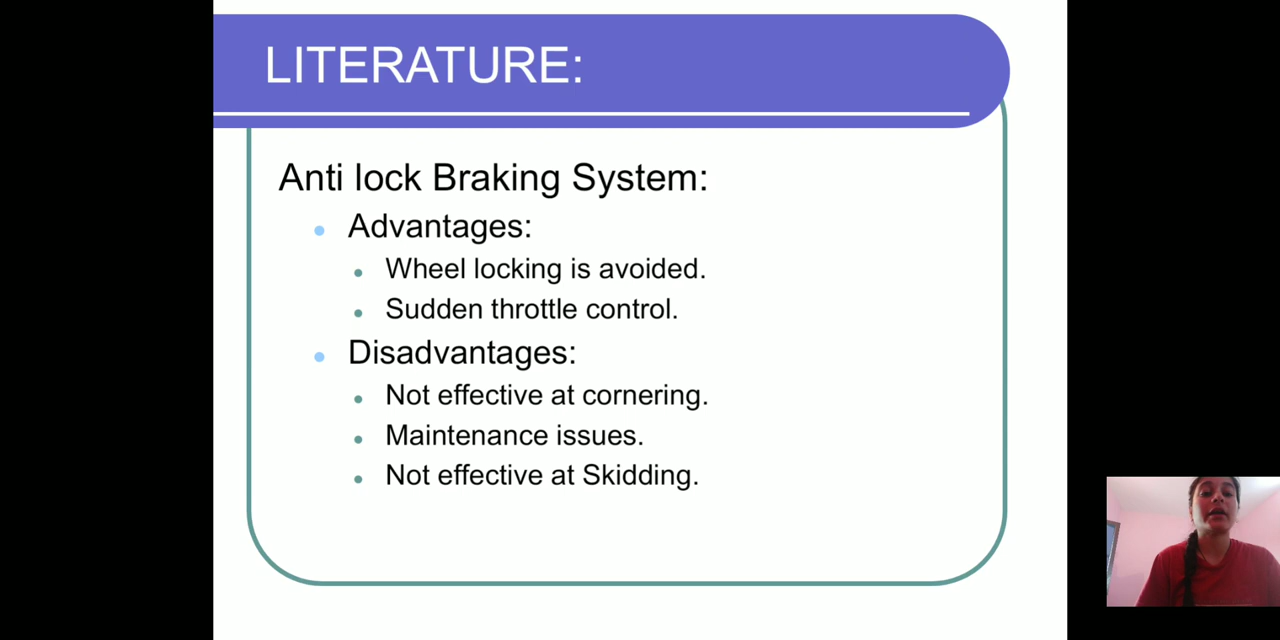 LITERATURE:
Anti lock Braking System:
Advantages:
Wheel locking is avoided.
Sudden throttle control.
Disadvantages:
Not effective at cornering.
Maintenance issues.
Not effective at Skidding.